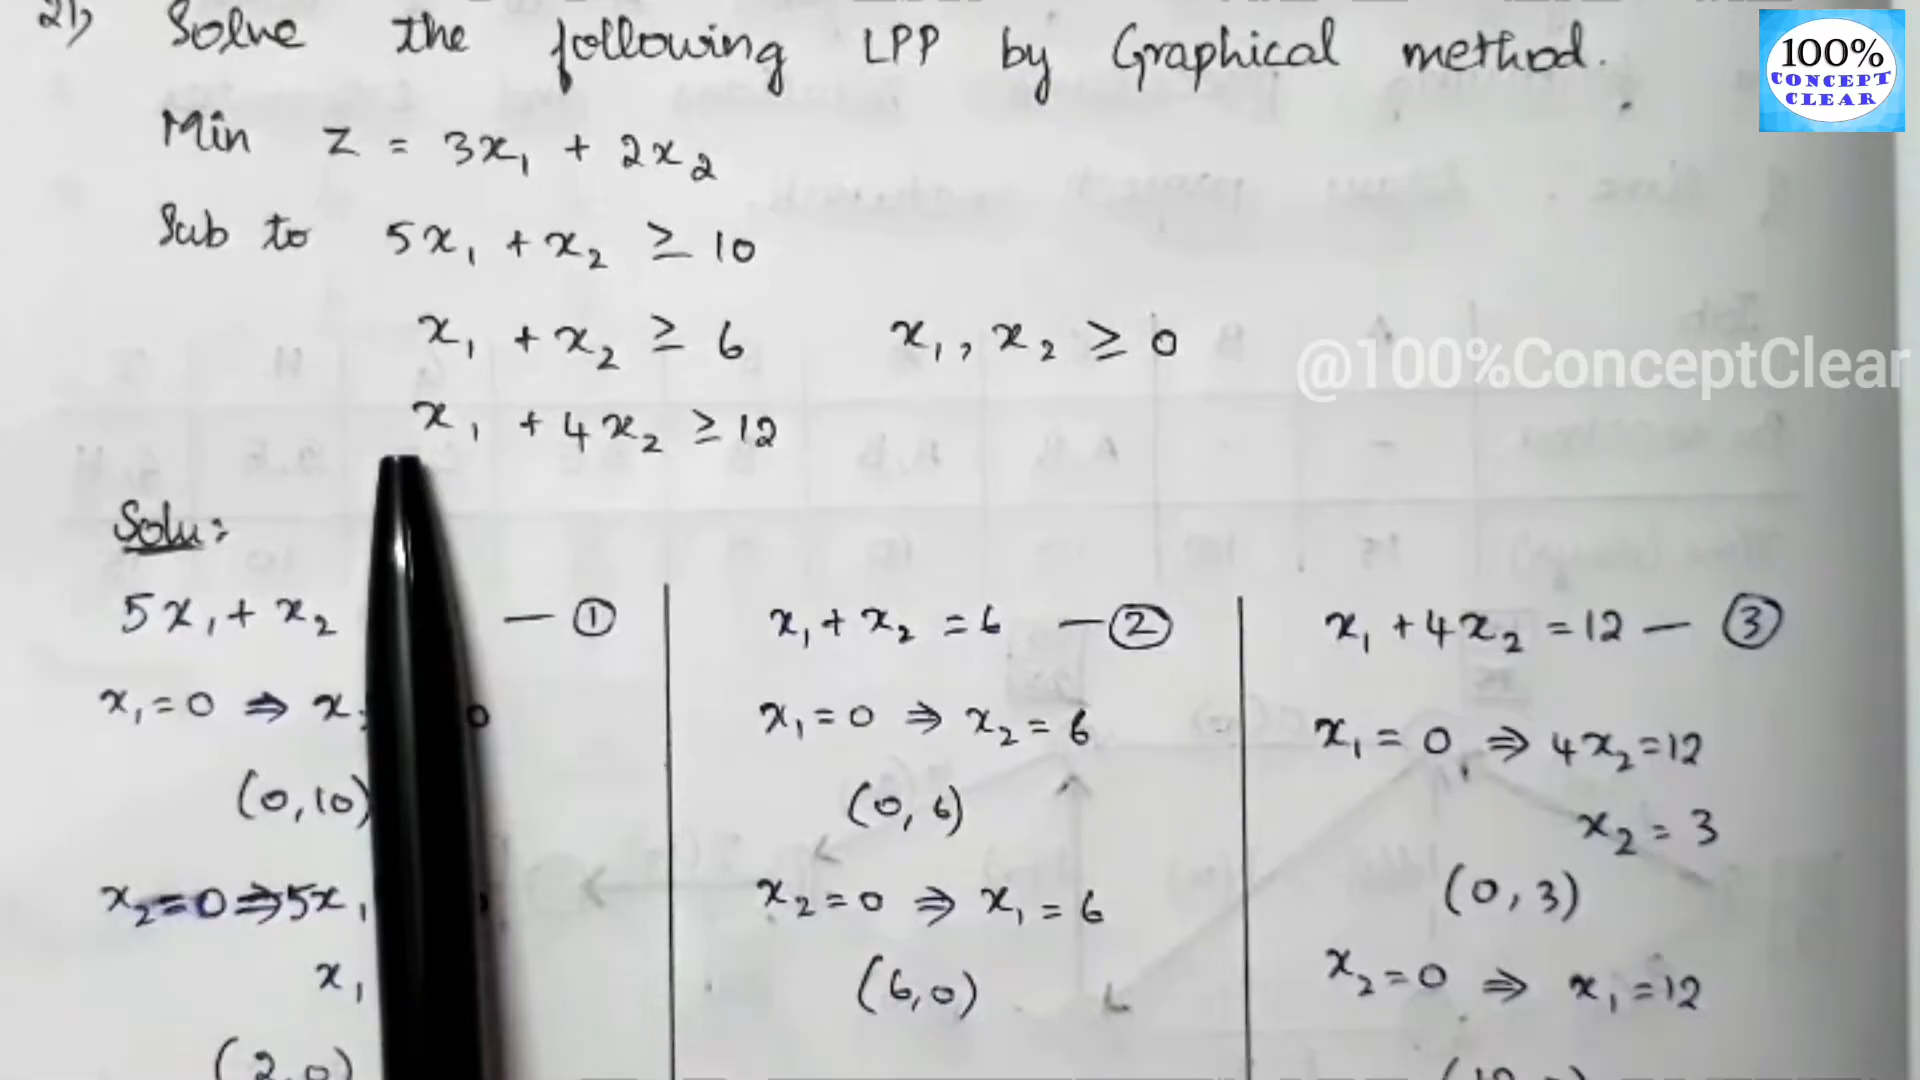 21) Solve the following LPP by Graphical method.
100%
CONCEPT
CLEAR
Min Z = 3x₁ + 2x₂
Sub to 5x₁ + x₂ ≥ 10
x₁ + x₂ ≥ 6 x₁, x₂ ≥ 0
@100%ConceptClear
x₁ + 4x₂ ≥ 12
Solu:
5x₁ + x₂ — ①
x₁ = 0 ⇒ x 0
(0, 10)
x₂ = 0 ⇒ 5x₁
x₁
(2, 0)
x₁ + x₂ = 6 — ②
x₁ = 0 ⇒ x₂ = 6
(0, 6)
x₂ = 0 ⇒ x₁ = 6
(6, 0)
x₁ + 4x₂ = 12 — ③
x₁ = 0 ⇒ 4x₂ = 12
x₂ = 3
(0, 3)
x₂ = 0 ⇒ x₁ = 12